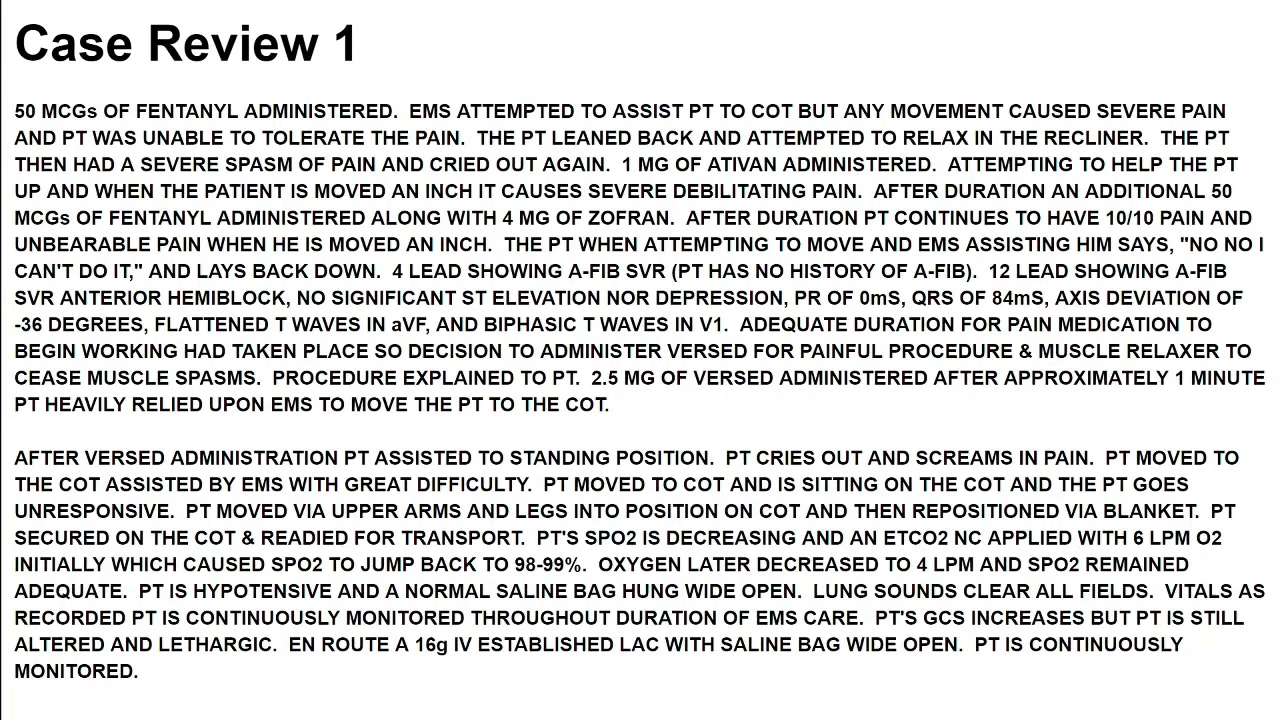 Case Review 1
50 MCGs OF FENTANYL ADMINISTERED.  EMS ATTEMPTED TO ASSIST PT TO COT BUT ANY MOVEMENT CAUSED SEVERE PAIN
AND PT WAS UNABLE TO TOLERATE THE PAIN.  THE PT LEANED BACK AND ATTEMPTED TO RELAX IN THE RECLINER.  THE PT
THEN HAD A SEVERE SPASM OF PAIN AND CRIED OUT AGAIN.  1 MG OF ATIVAN ADMINISTERED.  ATTEMPTING TO HELP THE PT
UP AND WHEN THE PATIENT IS MOVED AN INCH IT CAUSES SEVERE DEBILITATING PAIN.  AFTER DURATION AN ADDITIONAL 50
MCGs OF FENTANYL ADMINISTERED ALONG WITH 4 MG OF ZOFRAN.  AFTER DURATION PT CONTINUES TO HAVE 10/10 PAIN AND
UNBEARABLE PAIN WHEN HE IS MOVED AN INCH.  THE PT WHEN ATTEMPTING TO MOVE AND EMS ASSISTING HIM SAYS, "NO NO I
CAN'T DO IT," AND LAYS BACK DOWN.  4 LEAD SHOWING A-FIB SVR (PT HAS NO HISTORY OF A-FIB).  12 LEAD SHOWING A-FIB
SVR ANTERIOR HEMIBLOCK, NO SIGNIFICANT ST ELEVATION NOR DEPRESSION, PR OF 0mS, QRS OF 84mS, AXIS DEVIATION OF
-36 DEGREES, FLATTENED T WAVES IN aVF, AND BIPHASIC T WAVES IN V1.  ADEQUATE DURATION FOR PAIN MEDICATION TO
BEGIN WORKING HAD TAKEN PLACE SO DECISION TO ADMINISTER VERSED FOR PAINFUL PROCEDURE & MUSCLE RELAXER TO
CEASE MUSCLE SPASMS.  PROCEDURE EXPLAINED TO PT.  2.5 MG OF VERSED ADMINISTERED AFTER APPROXIMATELY 1 MINUTE
PT HEAVILY RELIED UPON EMS TO MOVE THE PT TO THE COT.
AFTER VERSED ADMINISTRATION PT ASSISTED TO STANDING POSITION.  PT CRIES OUT AND SCREAMS IN PAIN.  PT MOVED TO
THE COT ASSISTED BY EMS WITH GREAT DIFFICULTY.  PT MOVED TO COT AND IS SITTING ON THE COT AND THE PT GOES
UNRESPONSIVE.  PT MOVED VIA UPPER ARMS AND LEGS INTO POSITION ON COT AND THEN REPOSITIONED VIA BLANKET.  PT
SECURED ON THE COT & READIED FOR TRANSPORT.  PT'S SPO2 IS DECREASING AND AN ETCO2 NC APPLIED WITH 6 LPM O2
INITIALLY WHICH CAUSED SPO2 TO JUMP BACK TO 98-99%.  OXYGEN LATER DECREASED TO 4 LPM AND SPO2 REMAINED
ADEQUATE.  PT IS HYPOTENSIVE AND A NORMAL SALINE BAG HUNG WIDE OPEN.  LUNG SOUNDS CLEAR ALL FIELDS.  VITALS AS
RECORDED PT IS CONTINUOUSLY MONITORED THROUGHOUT DURATION OF EMS CARE.  PT'S GCS INCREASES BUT PT IS STILL
ALTERED AND LETHARGIC.  EN ROUTE A 16g IV ESTABLISHED LAC WITH SALINE BAG WIDE OPEN.  PT IS CONTINUOUSLY
MONITORED.